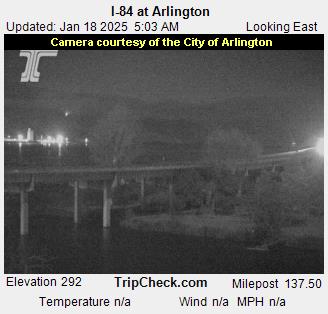 I-84 at Arlington
Updated: Jan 18 2025 5:03 AM Looking East
Camera courtesy of the City of Arlington
Elevation 292 TripCheck.com Milepost 137.50
Temperature n/a Wind n/a MPH n/a